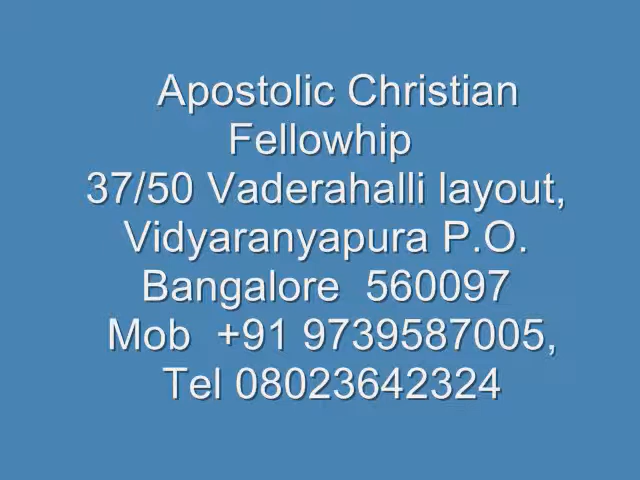 Apostolic Christian
Fellowhip
37/50 Vaderahalli layout,
Vidyaranyapura P.O.
Bangalore  560097
Mob  +91 9739587005,
Tel 08023642324